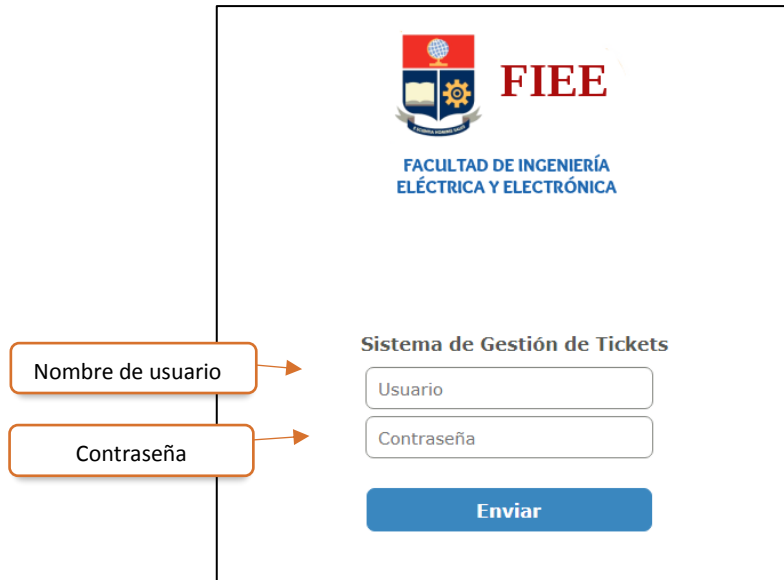 FIEE
FACULTAD DE INGENIERÍA
ELÉCTRICA Y ELECTRÓNICA
Sistema de Gestión de Tickets
Nombre de usuario
Usuario
Contraseña
Contraseña
Enviar